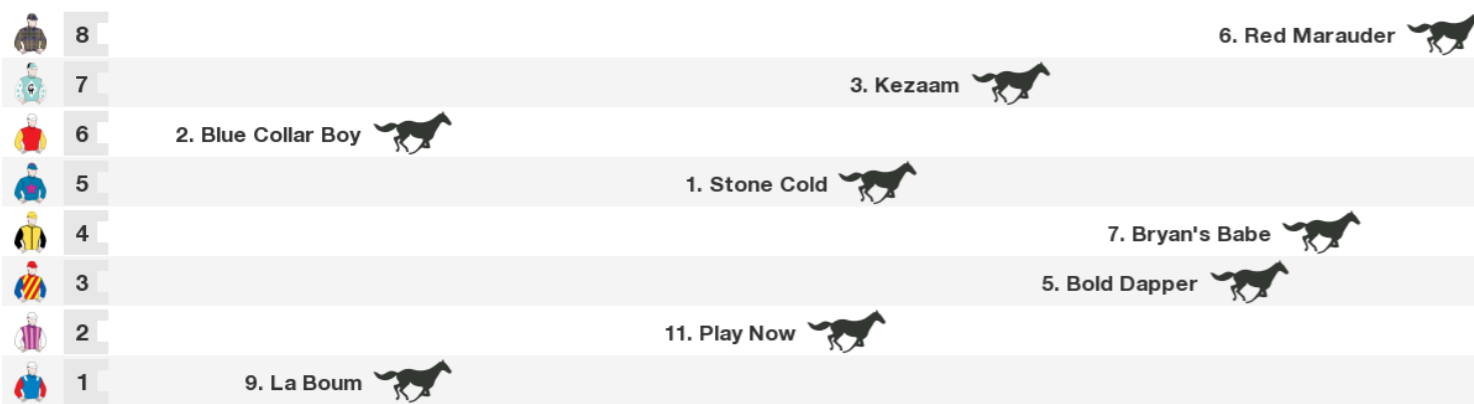 8 6. Red Marauder
7 3. Kezaam
6 2. Blue Collar Boy
5 1. Stone Cold
4 7. Bryan's Babe
3 5. Bold Dapper
2 11. Play Now
1 9. La Boum